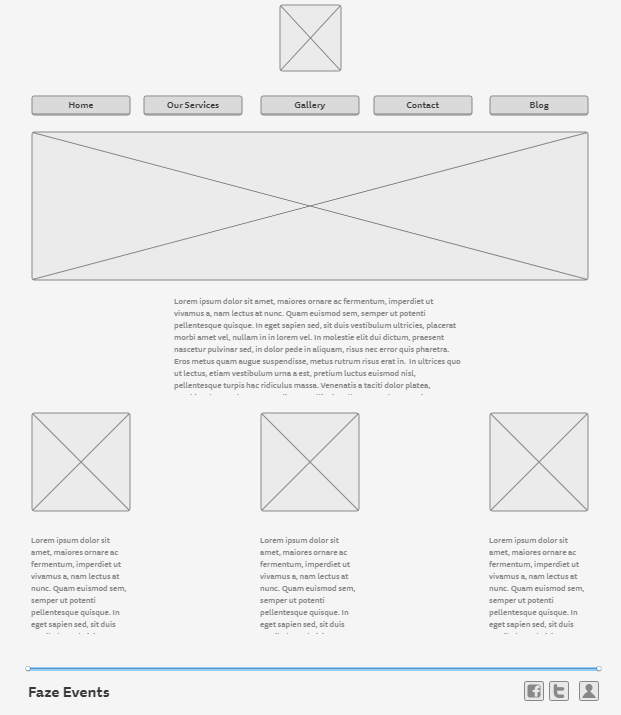 Home
Our Services
Gallery
Contact
Blog
Lorem ipsum dolor sit amet, maiores ornare ac fermentum, imperdiet ut
vivamus a, nam lectus at nunc. Quam euismod sem, semper ut potenti
pellentesque quisque. In eget sapien sed, sit duis vestibulum ultricies, placerat
morbi amet vel, nullam in in lorem vel. In molestie elit dui dictum, praesent
nascetur pulvinar sed, in dolor pede in aliquam, risus nec error quis pharetra.
Eros metus quam augue suspendisse, metus rutrum risus erat in. In ultrices quo
ut lectus, etiam vestibulum urna a est, pretium luctus euismod nisl,
pellentesque turpis hac ridiculus massa. Venenatis a taciti dolor platea,
Lorem ipsum dolor sit
amet, maiores ornare ac
fermentum, imperdiet ut
vivamus a, nam lectus at
nunc. Quam euismod sem,
semper ut potenti
pellentesque quisque. In
eget sapien sed, sit duis
Lorem ipsum dolor sit
amet, maiores ornare ac
fermentum, imperdiet ut
vivamus a, nam lectus at
nunc. Quam euismod sem,
semper ut potenti
pellentesque quisque. In
eget sapien sed, sit duis
Lorem ipsum dolor sit
amet, maiores ornare ac
fermentum, imperdiet ut
vivamus a, nam lectus at
nunc. Quam euismod sem,
semper ut potenti
pellentesque quisque. In
eget sapien sed, sit duis
Faze Events